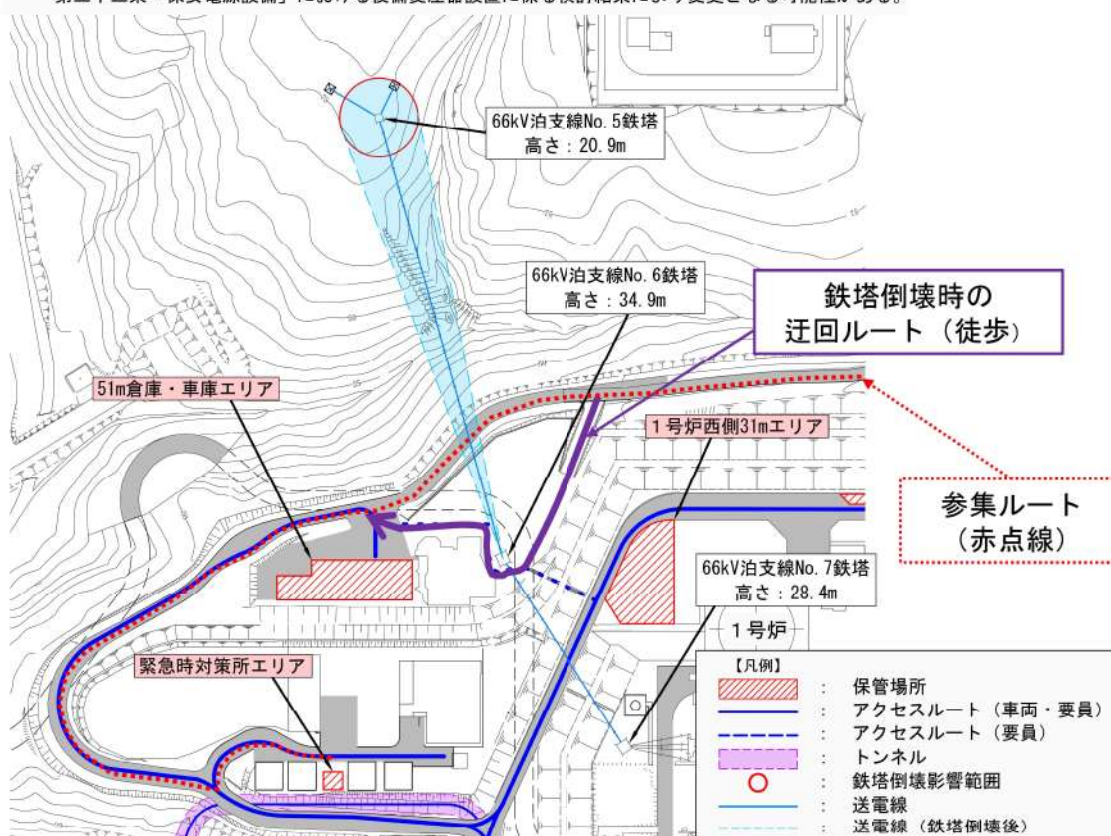 66kV泊支線No.5鉄塔
高さ：20.9m
66kV泊支線No.6鉄塔
高さ：34.9m
鉄塔倒壊時の
迂回ルート（徒歩）
51m倉庫・車庫エリア
1号炉西側31mエリア
参集ルート
（赤点線）
66kV泊支線No.7鉄塔
高さ：28.4m
1号炉
緊急時対策所エリア
【凡例】
： 保管場所
： アクセスルート（車両・要員）
： アクセスルート（要員）
： トンネル
： 鉄塔倒壊影響範囲
： 送電線
： 送電線（鉄塔倒壊後）